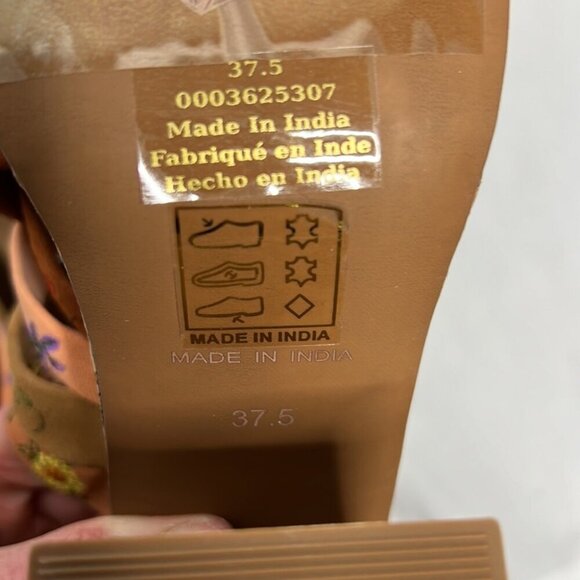 37.5
0003625307
Made In India
Fabriqué en Inde
Hecho en India
MADE IN INDIA
MADE IN INDIA
37.5